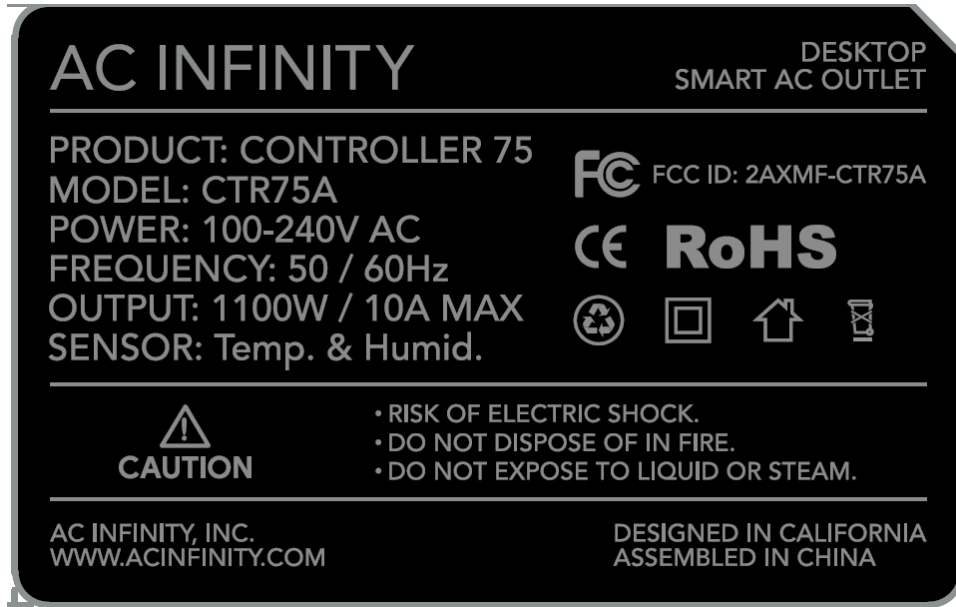 AC INFINITY
DESKTOP
SMART AC OUTLET
PRODUCT: CONTROLLER 75
MODEL: CTR75A
POWER: 100-240V AC
FREQUENCY: 50 / 60Hz
OUTPUT: 1100W / 10A MAX
SENSOR: Temp. & Humid.
FC FCC ID: 2AXMF-CTR75A
CE RoHS
CAUTION
• RISK OF ELECTRIC SHOCK.
• DO NOT DISPOSE OF IN FIRE.
• DO NOT EXPOSE TO LIQUID OR STEAM.
AC INFINITY, INC.
WWW.ACINFINITY.COM
DESIGNED IN CALIFORNIA
ASSEMBLED IN CHINA